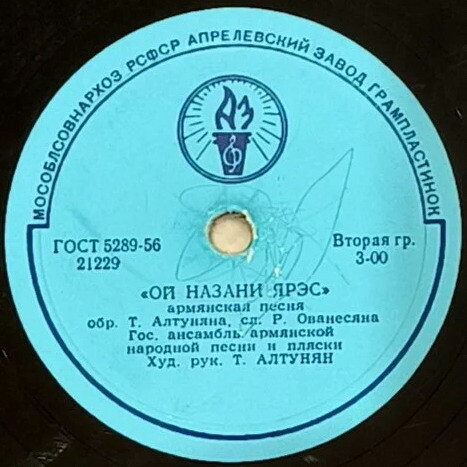 МОСОБЛСОВНАРХОЗ РСФСР АПРЕЛЕВСКИЙ ЗАВОД ГРАМПЛАСТИНОК
АЗ
ГОСТ 5289-56
21229
Вторая гр.
3-00
«ОЙ НАЗАНИ ЯРЭС»
армянская песня
обр. Т. Алтуняна, сл. Р. Ованесяна
Гос. ансамбль армянской
народной песни и пляски
Худ. рук. Т. АЛТУНЯН